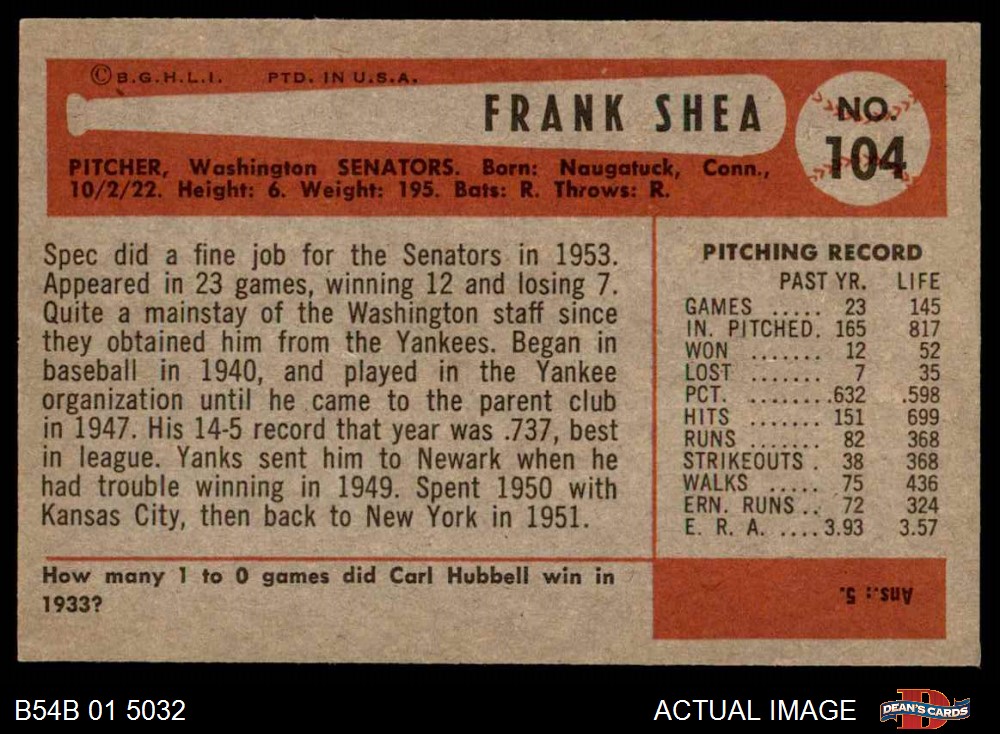 ©B.G.H.L.I. PTD. IN U.S.A.
FRANK SHEA
NO.
104
PITCHER, Washington SENATORS. Born: Naugatuck, Conn.,
10/2/22. Height: 6. Weight: 195. Bats: R. Throws: R.
Spec did a fine job for the Senators in 1953.
Appeared in 23 games, winning 12 and losing 7.
Quite a mainstay of the Washington staff since
they obtained him from the Yankees. Began in
baseball in 1940, and played in the Yankee
organization until he came to the parent club
in 1947. His 14-5 record that year was .737, best
in league. Yanks sent him to Newark when he
had trouble winning in 1949. Spent 1950 with
Kansas City, then back to New York in 1951.
PITCHING RECORD
PAST YR. LIFE
GAMES ..... 23 145
IN. PITCHED. 165 817
WON ....... 12 52
LOST ....... 7 35
PCT. ........632 .598
HITS ....... 151 699
RUNS ....... 82 368
STRIKEOUTS . 38 368
WALKS ..... 75 436
ERN. RUNS .. 72 324
E. R. A. ....3.93 3.57
How many 1 to 0 games did Carl Hubbell win in
1933?
Ans.: 5.
B54B 01 5032
ACTUAL IMAGE
D
DEAN'S CARDS